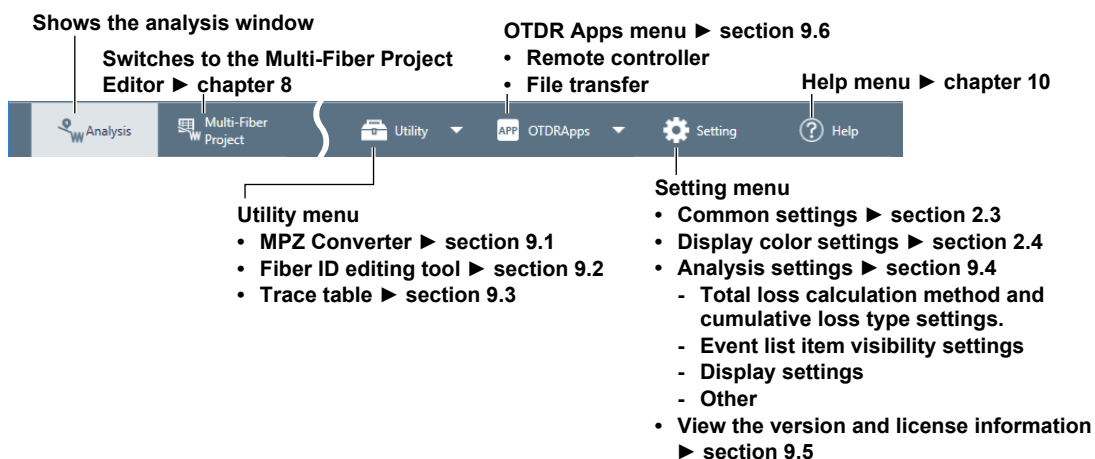 Shows the analysis window
Switches to the Multi-Fiber Project
Editor ► chapter 8
OTDR Apps menu ► section 9.6
• Remote controller
• File transfer
Help menu ► chapter 10
Analysis
Multi-Fiber
Project
Utility
APP OTDRApps
Setting
? Help
Utility menu
• MPZ Converter ► section 9.1
• Fiber ID editing tool ► section 9.2
• Trace table ► section 9.3
Setting menu
• Common settings ► section 2.3
• Display color settings ► section 2.4
• Analysis settings ► section 9.4
- Total loss calculation method and
cumulative loss type settings.
- Event list item visibility settings
- Display settings
- Other
• View the version and license information
► section 9.5